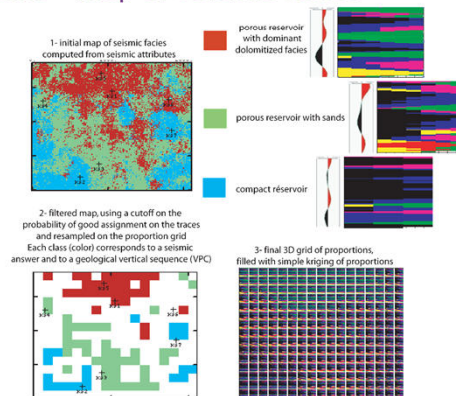 porous reservoir
with dominant
dolomitized facies
1- initial map of seismic facies
computed from seismic attributes
porous reservoir with sands
compact réservoir
2- filtered map, using a cutoff on the
probability of good assignment on the traces
and resampled on the proportion grid
Each class (color) corresponds to a seismic
answer and to a geological vertical sequence (VPC)
3- final 3D grid of proportions,
filled with simple kriging of proportions